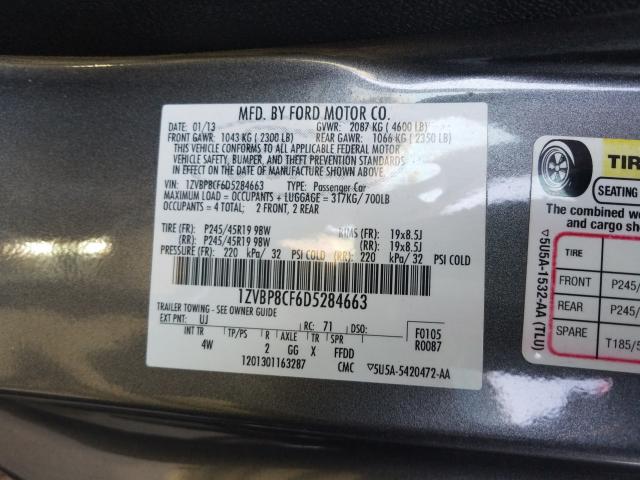 MFD. BY FORD MOTOR CO.
DATE: 01/13 GVWR: 2087 KG ( 4600 LB)
FRONT GAWR: 1043 KG ( 2300 LB) REAR GAWR: 1066 KG ( 2350 LB)
THIS VEHICLE CONFORMS TO ALL APPLICABLE FEDERAL MOTOR
VEHICLE SAFETY, BUMPER, AND THEFT PREVENTION STANDARDS
IN EFFECT ON THE DATE OF MANUFACTURE SHOWN ABOVE.
VIN: 1ZVBP8CF6D5284663 TYPE: Passenger Car
MAXIMUM LOAD = OCCUPANTS + LUGGAGE = 317KG/ 700LB
OCCUPANTS = 4 TOTAL; 2 FRONT, 2 REAR
TIRE (FR): P245/45R19 98W RIMS (FR): 19x8.5J
(RR): P245/45R19 98W (RR): 19x8.5J
PRESSURE (FR): 220 kPa/ 32 PSI COLD (RR): 220 kPa/ 32 PSI COLD
1ZVBP8CF6D5284663
TRAILER TOWING - SEE OWNER GUIDE
EXT PNT: UJ RC: 71 DSO: F0105
INT TR TP/PS R AXLE TR SPR R0087
4W 2 GG X FFDD
1201301163287 CMC ▽5U5A-5420472-AA
▽5U5A-1532-AA (TLU)
TIR
SEATING
The combined
and cargo sh
TIRE
FRONT P245/
REAR P245/
SPARE T185/5